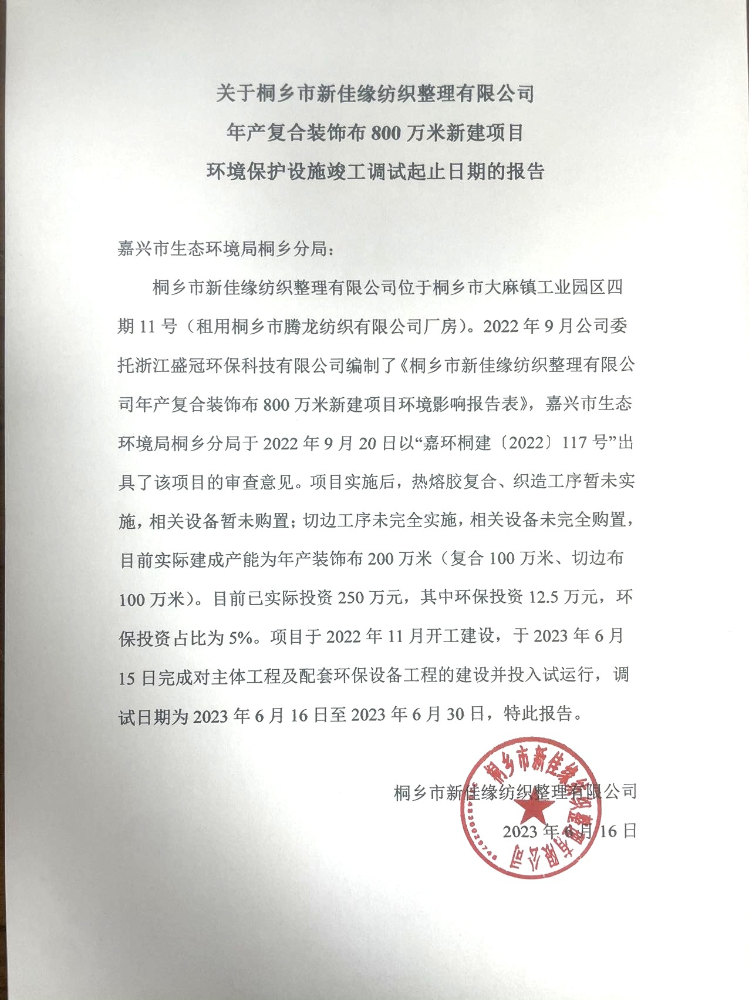 关于桐乡市新佳缘纺织整理有限公司
年产复合装饰布 800 万米新建项目
环境保护设施竣工调试起止日期的报告
嘉兴市生态环境局桐乡分局：
桐乡市新佳缘纺织整理有限公司位于桐乡市大麻镇工业园区四
期 11 号（租用桐乡市腾龙纺织有限公司厂房）。2022 年 9 月公司委
托浙江盛冠环保科技有限公司编制了《桐乡市新佳缘纺织整理有限公
司年产复合装饰布 800 万米新建项目环境影响报告表》，嘉兴市生态
环境局桐乡分局于 2022 年 9 月 20 日以“嘉环桐建〔2022〕117 号”出
具了该项目的审查意见。项目实施后，热熔胶复合、织造工序暂未实
施，相关设备暂未购置；切边工序未完全实施，相关设备未完全购置，
目前实际建成产能为年产装饰布 200 万米（复合 100 万米、切边布
100 万米）。目前已实际投资 250 万元，其中环保投资 12.5 万元，环
保投资占比为 5%。项目于 2022 年 11 月开工建设，于 2023 年 6 月
15 日完成对主体工程及配套环保设备工程的建设并投入试运行，调
试日期为 2023 年 6 月 16 日至 2023 年 6 月 30 日，特此报告。
桐乡市新佳缘纺织整理有限公司
2023 年 6 月 16 日
桐乡市新佳缘纺织整理有限公司